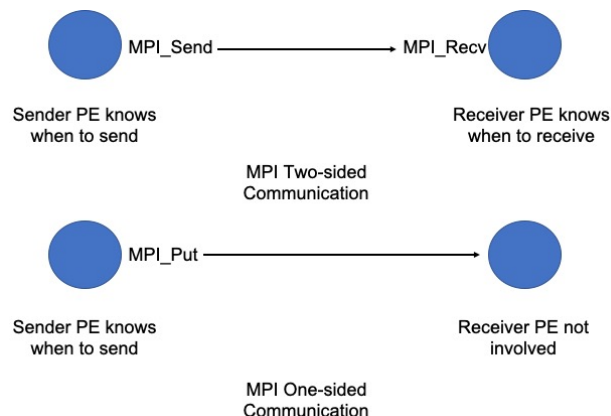 MPI_Send
MPI_Recv
Sender PE knows
when to send
Receiver PE knows
when to receive
MPI Two-sided
Communication
MPI_Put
Sender PE knows
when to send
Receiver PE not
involved
MPI One-sided
Communication